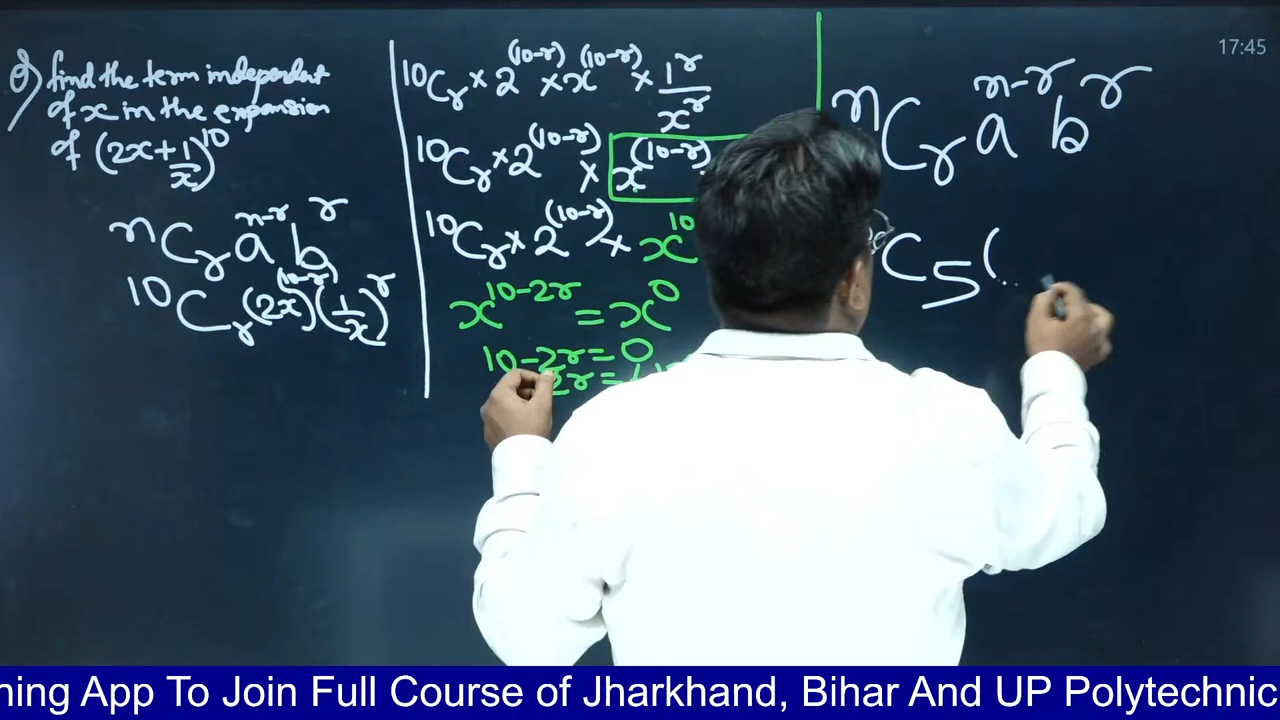 Q) find the term independent
of x in the expansion
of (2x+1/x)^10
nCr a^n-r b^r
10Cr (2x)^(10-r) (1/x)^r
10Cr × 2^(10-r) × x^(10-r) × 1^r/x^r
10Cr × 2^(10-r) × x^(10-r)
10Cr × 2^(10-r) × x^10
x^10-2r = x^0
10-2r=0
2r=
nCr a^n-r b^r
C5 (
17:45
ning App To Join Full Course of Jharkhand, Bihar And UP Polytechnic